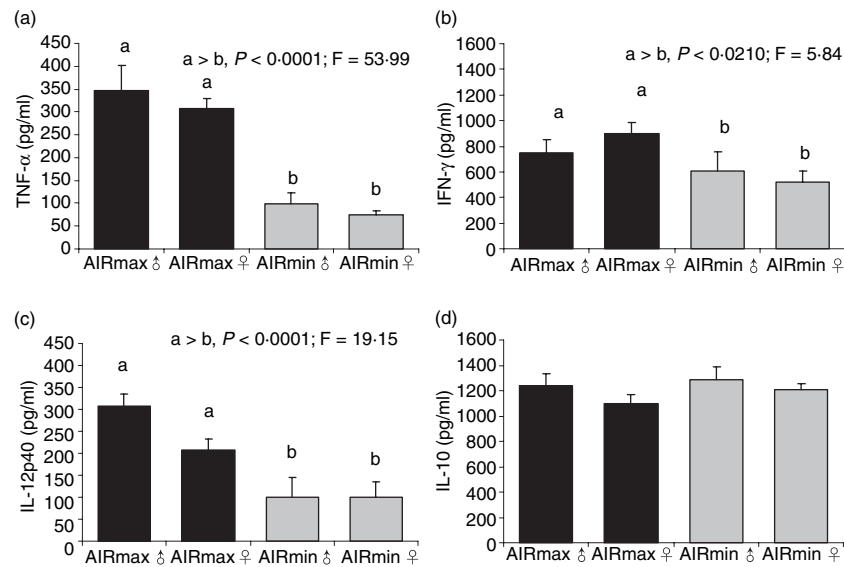 (a)
450
400
350
300
250
200
150
100
50
0
TNF-α (pg/ml)
a > b, P < 0·0001; F = 53·99
a
a
b
b
AIRmax ♂ AIRmax ♀ AIRmin ♂ AIRmin ♀
(b)
1600
1400
1200
1000
800
600
400
200
0
IFN-γ (pg/ml)
a > b, P < 0·0210; F = 5·84
a
a
b
b
AIRmax ♂ AIRmax ♀ AIRmin ♂ AIRmin ♀
(c)
450
400
350
300
250
200
150
100
50
0
IL-12p40 (pg/ml)
a > b, P < 0·0001; F = 19·15
a
a
b
b
AIRmax ♂ AIRmax ♀ AIRmin ♂ AIRmin ♀
(d)
1600
1400
1200
1000
800
600
400
200
0
IL-10 (pg/ml)
AIRmax ♂ AIRmax ♀ AIRmin ♂ AIRmin ♀